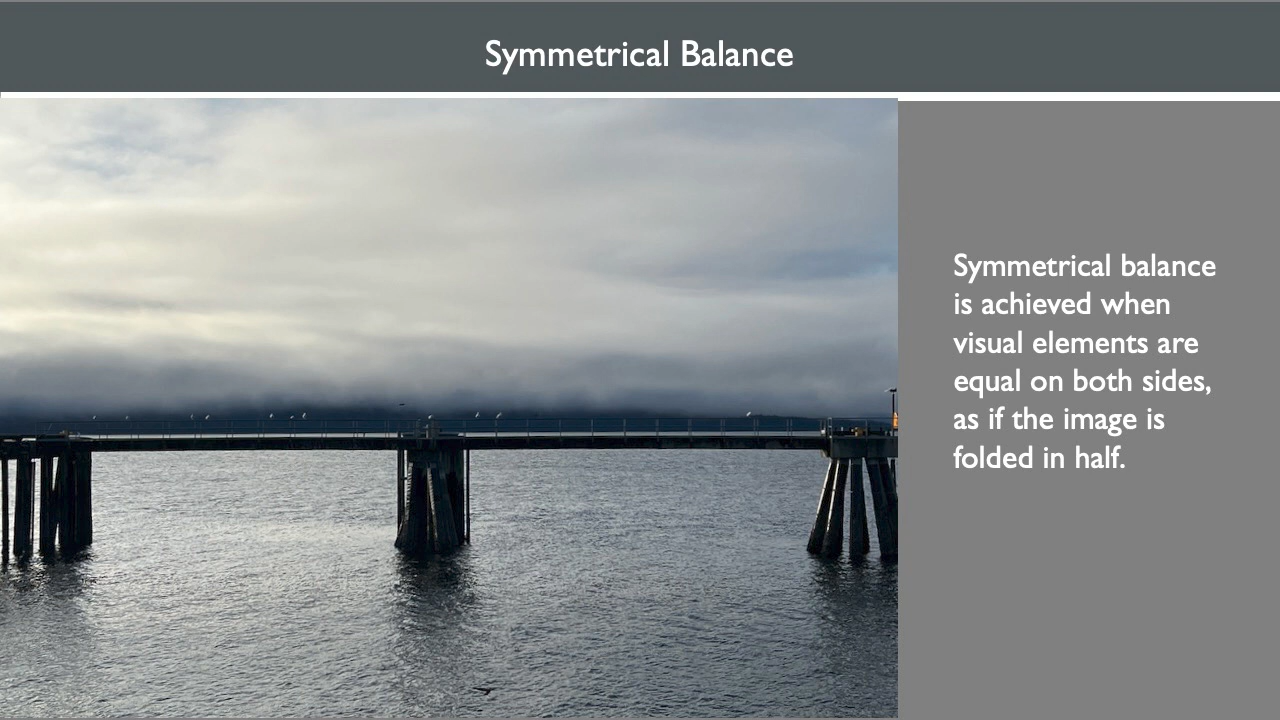 Symmetrical Balance
Symmetrical balance
is achieved when
visual elements are
equal on both sides,
as if the image is
folded in half.